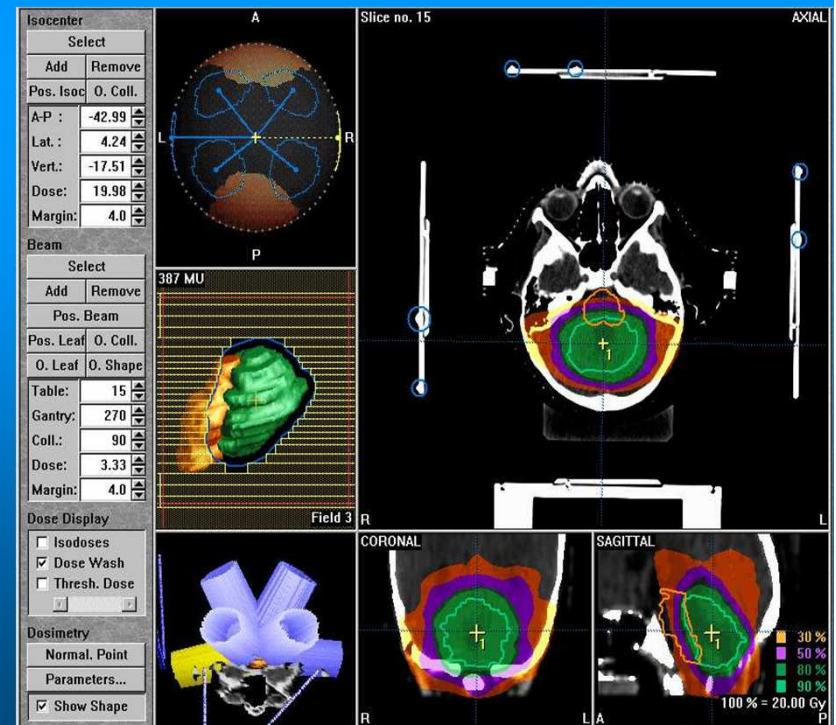 Isocenter
Select
Add Remove
Pos. Isoc O. Coll.
A-P : -42.99
Lat. : 4.24
Vert.: -17.51
Dose: 19.98
Margin: 4.0
Beam
Select
Add Remove
Pos. Beam
Pos. Leaf O. Coll.
O. Leaf O. Shape
Table: 15
Gantry: 270
Coll.: 90
Dose: 3.33
Margin: 4.0
Dose Display
Isodoses
Dose Wash
Thresh. Dose
Dosimetry
Normal. Point
Parameters...
Show Shape
A
L R
P
387 MU
Field 3
Slice no. 15 AXIAL
1
R L
CORONAL
1
R L
SAGITTAL
1
30 %
50 %
80 %
90 %
100 % = 20.00 Gy
A P